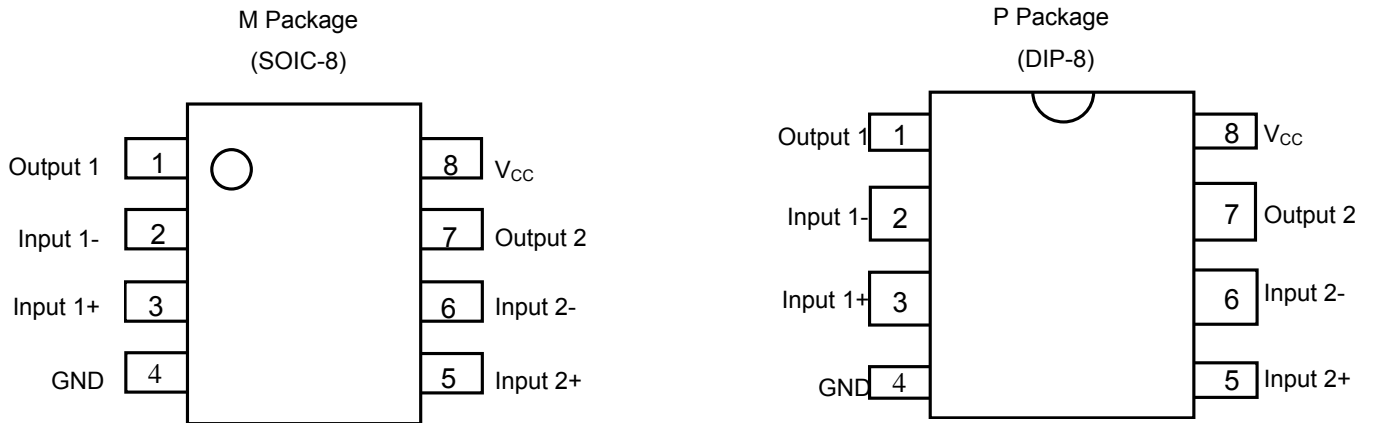 M Package
(SOIC-8)
Output 1 1 8 VCC
Input 1- 2 7 Output 2
Input 1+ 3 6 Input 2-
GND 4 5 Input 2+
P Package
(DIP-8)
Output 1 1 8 VCC
Input 1- 2 7 Output 2
Input 1+ 3 6 Input 2-
GND 4 5 Input 2+